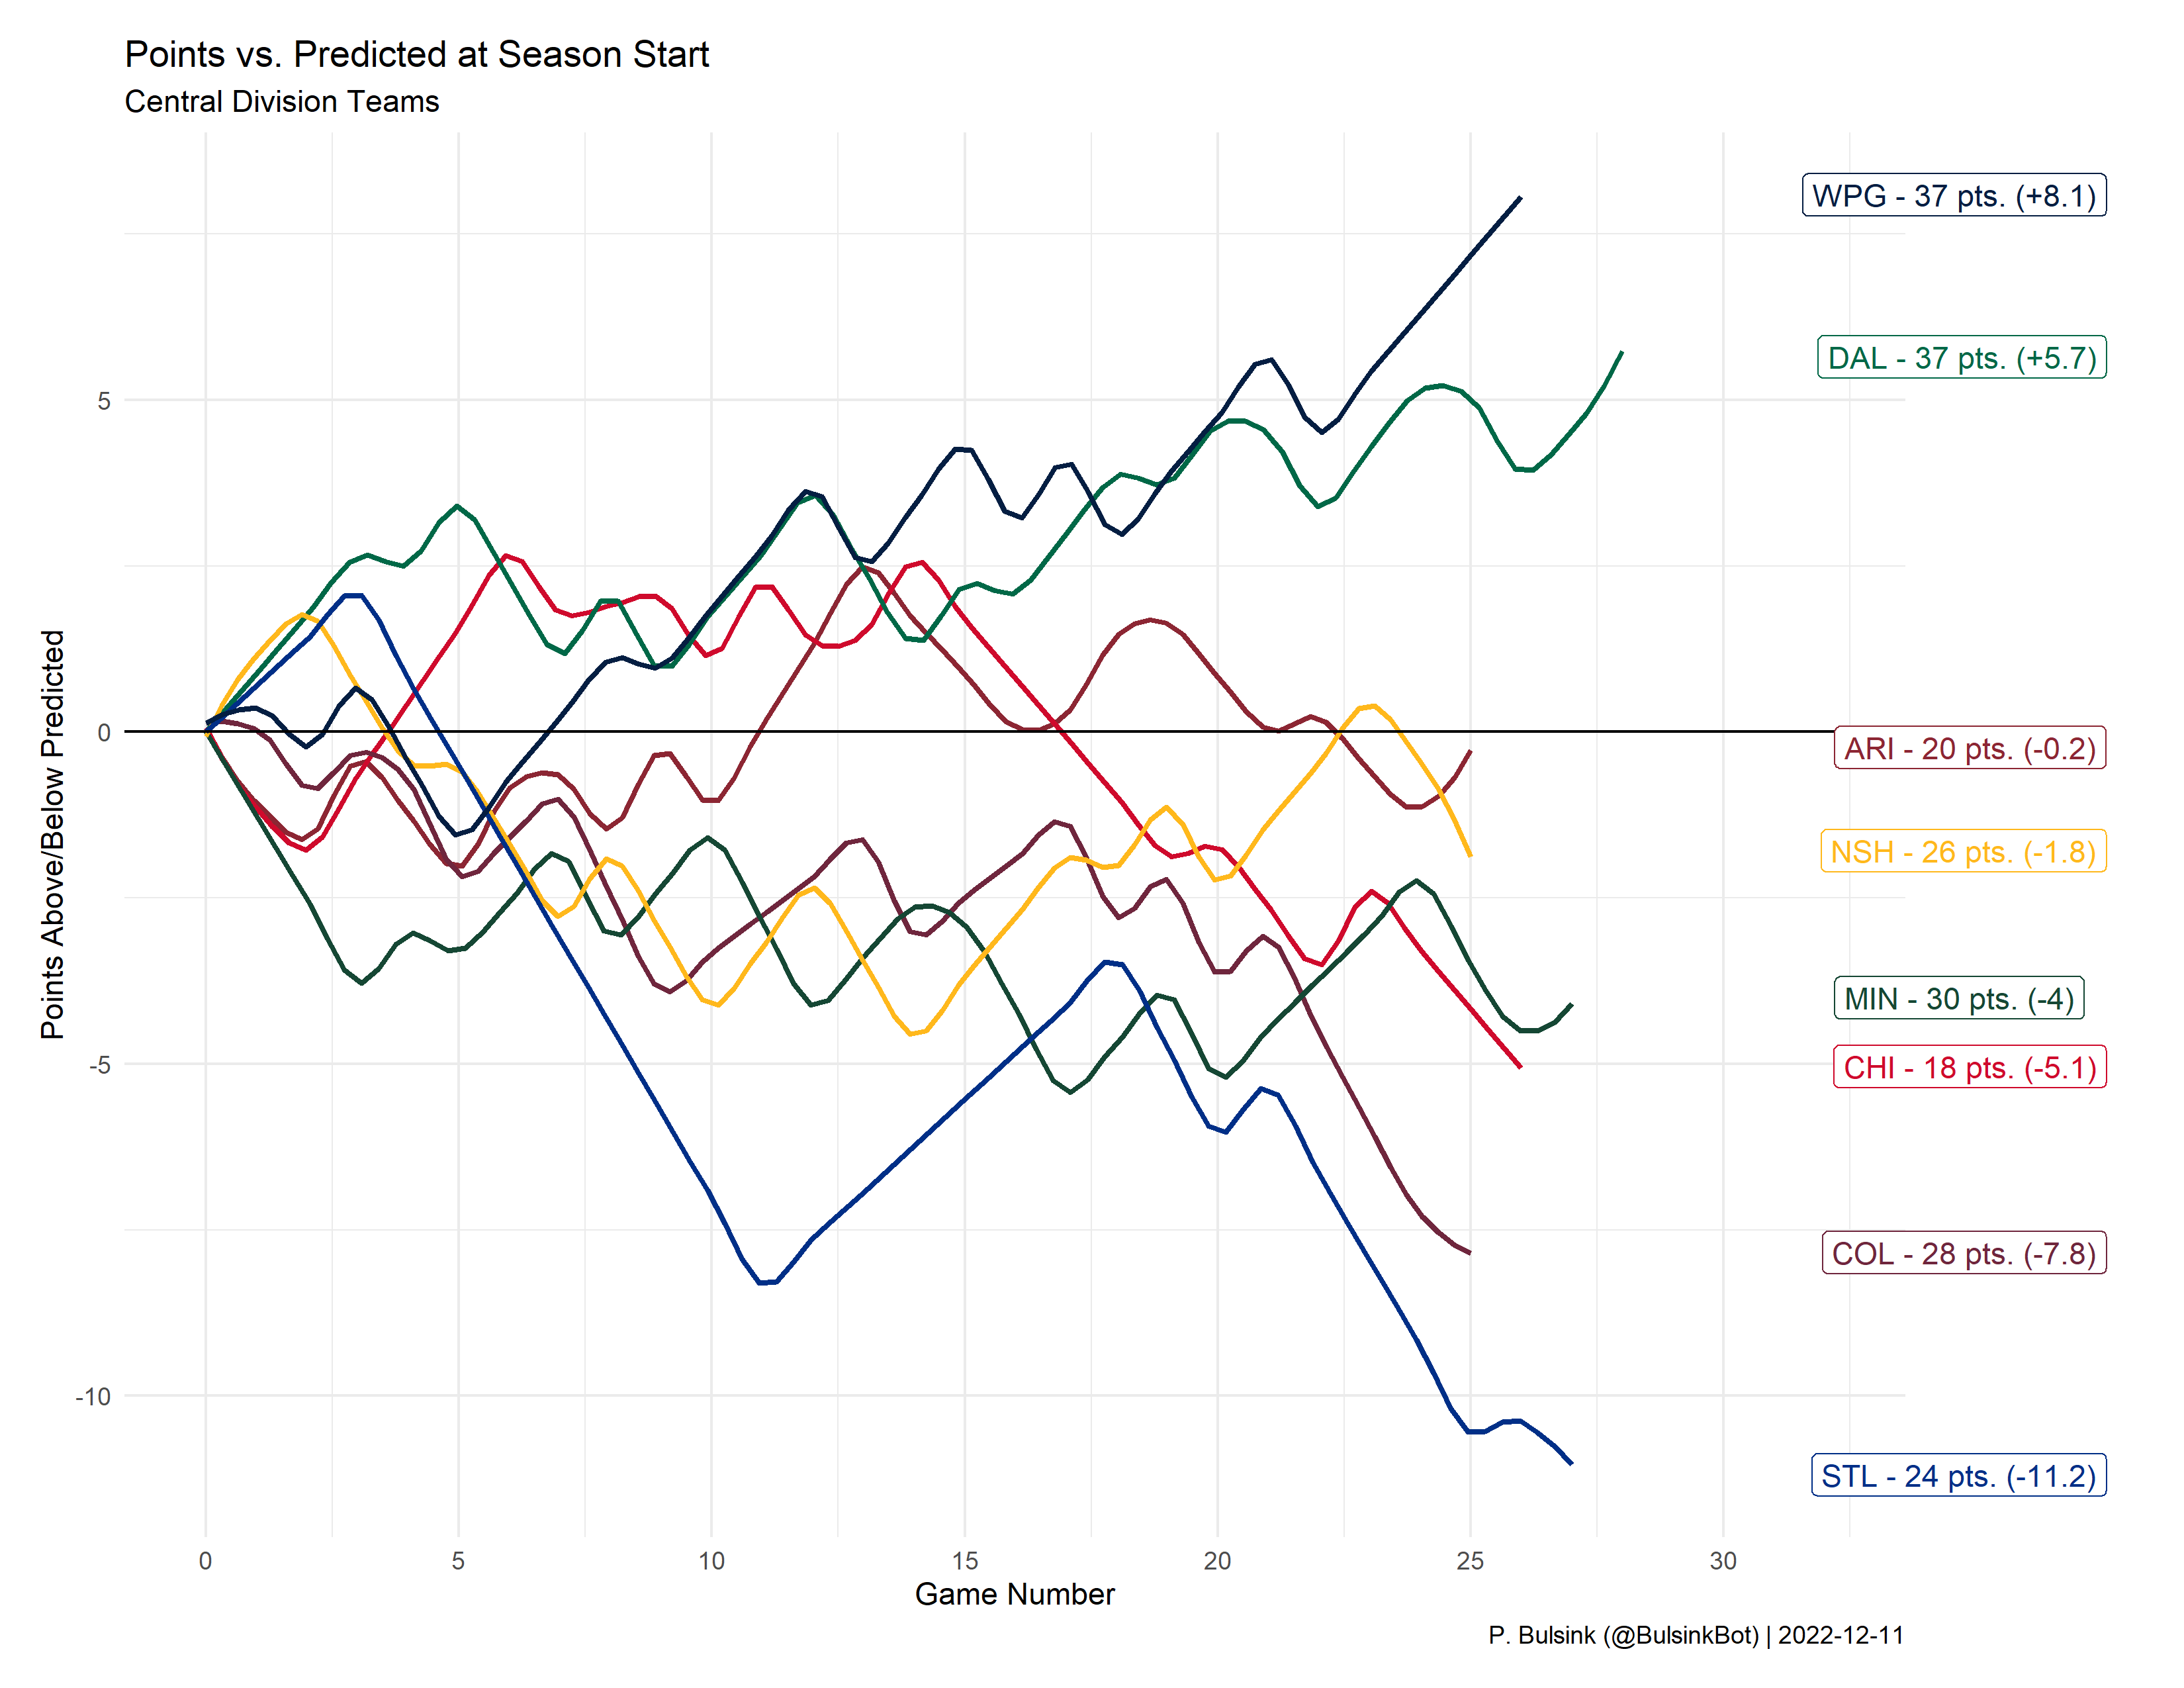 Points vs. Predicted at Season Start
Central Division Teams
Points Above/Below Predicted
5
0
-5
-10
WPG - 37 pts. (+8.1)
DAL - 37 pts. (+5.7)
ARI - 20 pts. (-0.2)
NSH - 26 pts. (-1.8)
MIN - 30 pts. (-4)
CHI - 18 pts. (-5.1)
COL - 28 pts. (-7.8)
STL - 24 pts. (-11.2)
0 5 10 15 20 25 30
Game Number
P. Bulsink (@BulsinkBot) | 2022-12-11